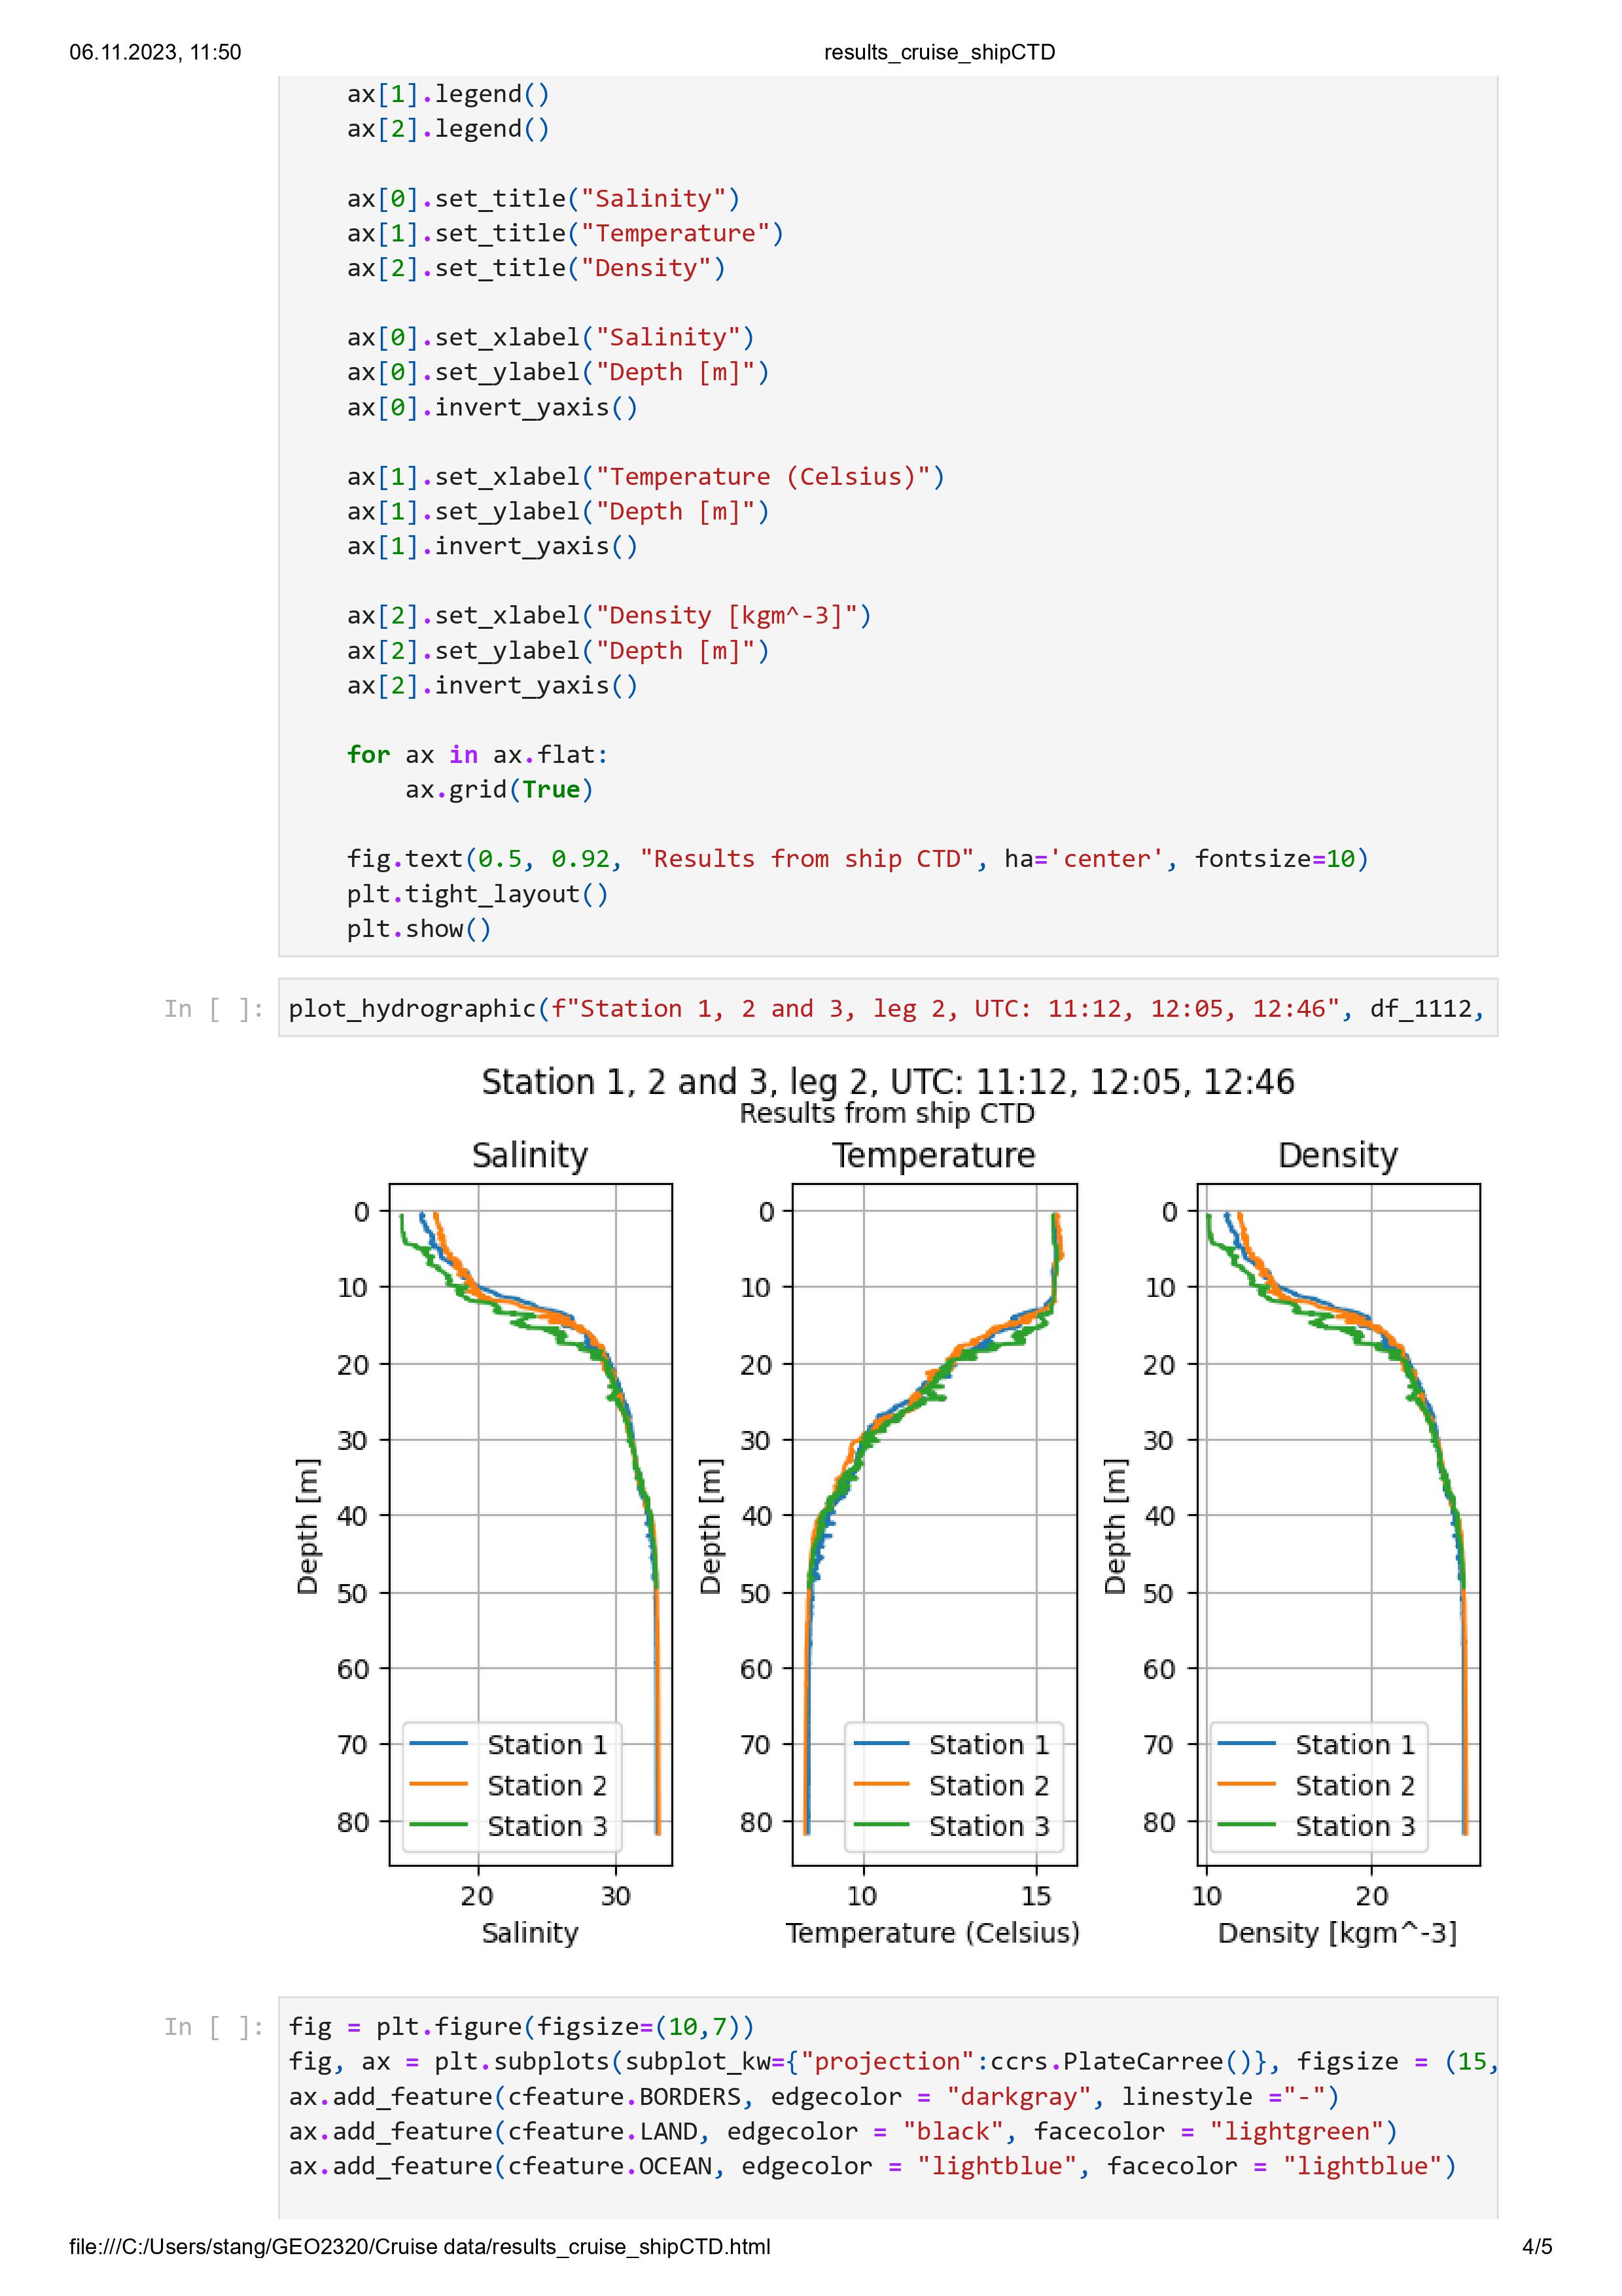 06.11.2023, 11:50 results_cruise_shipCTD
ax[1].legend()
ax[2].legend()
ax[0].set_title("Salinity")
ax[1].set_title("Temperature")
ax[2].set_title("Density")
ax[0].set_xlabel("Salinity")
ax[0].set_ylabel("Depth [m]")
ax[0].invert_yaxis()
ax[1].set_xlabel("Temperature (Celsius)")
ax[1].set_ylabel("Depth [m]")
ax[1].invert_yaxis()
ax[2].set_xlabel("Density [kgm^-3]")
ax[2].set_ylabel("Depth [m]")
ax[2].invert_yaxis()
for ax in ax.flat:
ax.grid(True)
fig.text(0.5, 0.92, "Results from ship CTD", ha='center', fontsize=10)
plt.tight_layout()
plt.show()
In [ ]: plot_hydrographic(f"Station 1, 2 and 3, leg 2, UTC: 11:12, 12:05, 12:46", df_1112,
Station 1, 2 and 3, leg 2, UTC: 11:12, 12:05, 12:46
Results from ship CTD
Salinity
0
10
20
30
40
50
60
70
80
Depth [m]
Station 1
Station 2
Station 3
20 30
Salinity
Temperature
0
10
20
30
40
50
60
70
80
Depth [m]
Station 1
Station 2
Station 3
10 15
Temperature (Celsius)
Density
0
10
20
30
40
50
60
70
80
Depth [m]
Station 1
Station 2
Station 3
10 20
Density [kgm^-3]
In [ ]: fig = plt.figure(figsize=(10,7))
fig, ax = plt.subplots(subplot_kw={"projection":ccrs.PlateCarree()}, figsize = (15,
ax.add_feature(cfeature.BORDERS, edgecolor = "darkgray", linestyle ="-")
ax.add_feature(cfeature.LAND, edgecolor = "black", facecolor = "lightgreen")
ax.add_feature(cfeature.OCEAN, edgecolor = "lightblue", facecolor = "lightblue")
file:///C:/Users/stang/GEO2320/Cruise data/results_cruise_shipCTD.html 4/5